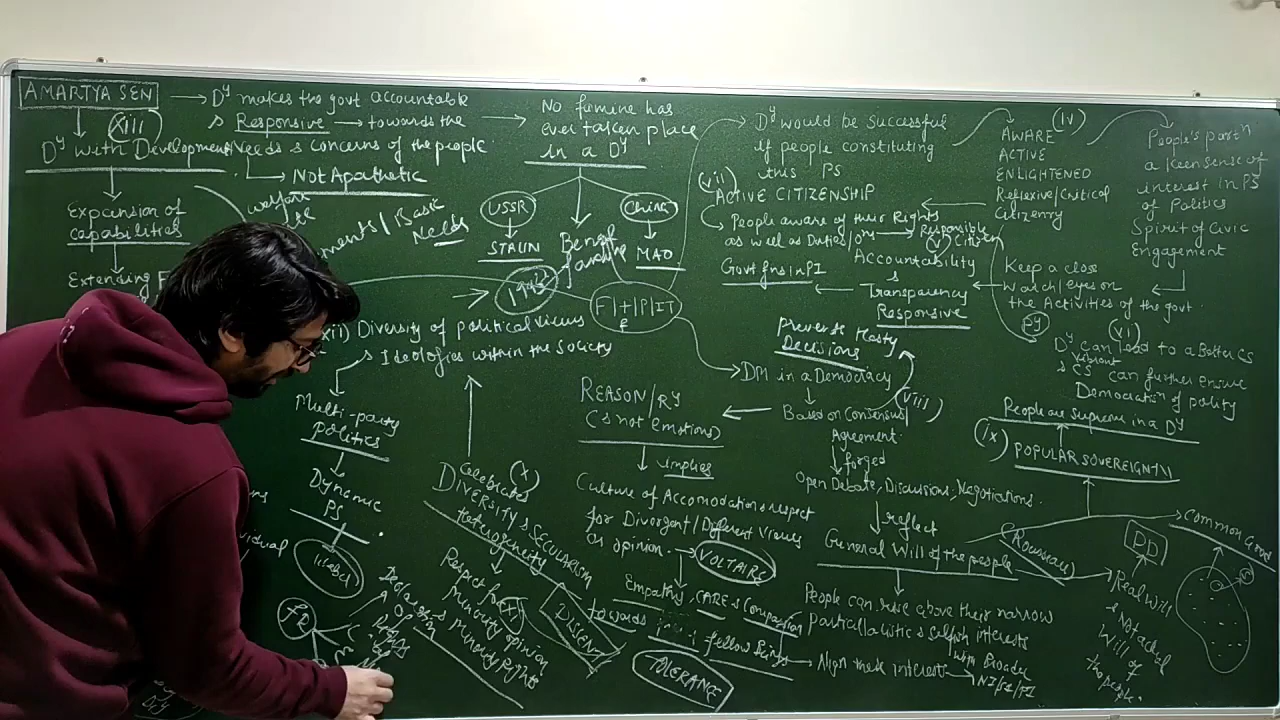 AMARTYA SEN
Dy makes the govt accountable
& Responsive → towards the
Needs & concerns of the people.
Not Apathetic
(xiii)
Dy with Development
Expansion of
capabilities
Extending
welfare
Needs
No femine has
ever taken place
in a Dy
USSR
STALIN
China
MAO
Bengal
famine
Dy would be successful
if people constituting
this PS
(iv)
AWARE
ACTIVE
ENLIGHTENED
Reflexive/Critical
Citizenry
People's partn
a keen sense of
interest in PS
of Politics
Spirit of Civic
Engagement
(vii)
ACTIVE CITIZENSHIP
People aware of their Rights
as well as Duties
Responsible
(v) Citizen
Keep a close
watch/eyes on
the Activities of the govt.
Accountability
&
Transparency
Responsive
Govt fns in PI
(vi)
Dy can lead to a Better CS
& vibrant CS can further ensure
Democratisn of polity
People are supreme in a Dy
(ix)
POPULAR SOVEREIGNTY
Prevents Hasty
Decisions
DM in a Democracy
(viii)
Based on Consensus/
Agreement.
forged
Open Debate, Discussions, Negotiations.
reflect
General Will of the people
Rousseau
Common Good
DD
Real Will
& Not actual
Will of
the people.
People can rise above their narrow
partiallalistic & selfish interests
Align these interests
with Broader
NI/PI
REASON/Ry
(& not emotions)
implies
Culture of Accomodation & respect
for Divergent/Different views
or opinion.
VOLTAIRE
Empathy, CARE & Compassion
towards fellow beings
TOLERANCE
(xii) Diversity of political views
& Ideologies within the Society
Multi-party
Politics
Dynamic
PS
(x)
Celebrates
DIVERSITY & SECULARISM
Heterogeneity
Respect for
minority opinion
& Minority Rights
DISSENT
FR